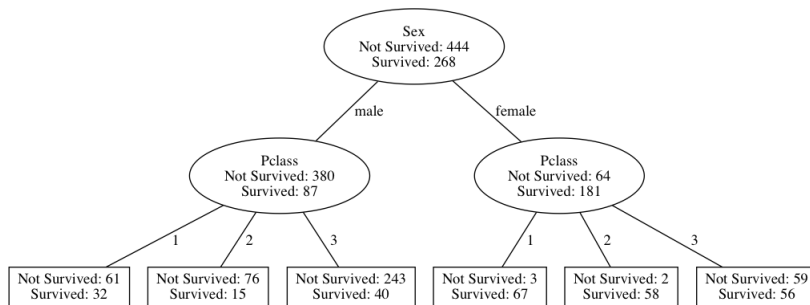 Sex
Not Survived: 444
Survived: 268
male
female
Pclass
Not Survived: 380
Survived: 87
Pclass
Not Survived: 64
Survived: 181
1
2
3
1
2
3
Not Survived: 61
Survived: 32
Not Survived: 76
Survived: 15
Not Survived: 243
Survived: 40
Not Survived: 3
Survived: 67
Not Survived: 2
Survived: 58
Not Survived: 59
Survived: 56